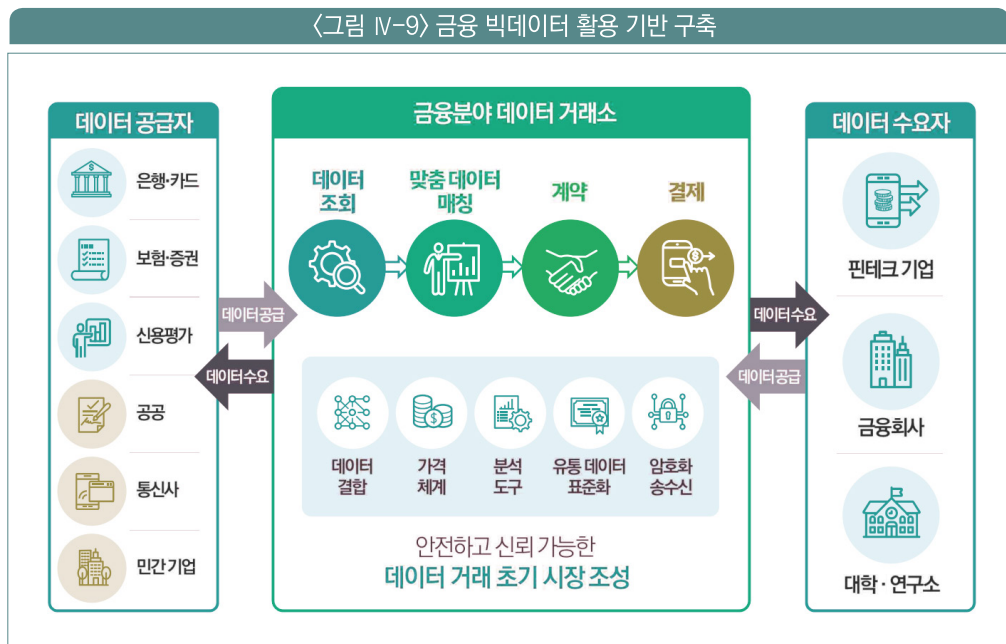 〈그림 Ⅳ-9〉 금융 빅데이터 활용 기반 구축
데이터 공급자
은행·카드
보험·증권
신용평가
공공
통신사
민간 기업
데이터공급
데이터수요
금융분야 데이터 거래소
데이터
조회
맞춤 데이터
매칭
계약
결제
데이터
결합
가격
체계
분석
도구
유통 데이터
표준화
암호화
송수신
안전하고 신뢰 가능한
데이터 거래 초기 시장 조성
데이터수요
데이터공급
데이터 수요자
핀테크 기업
금융회사
대학·연구소